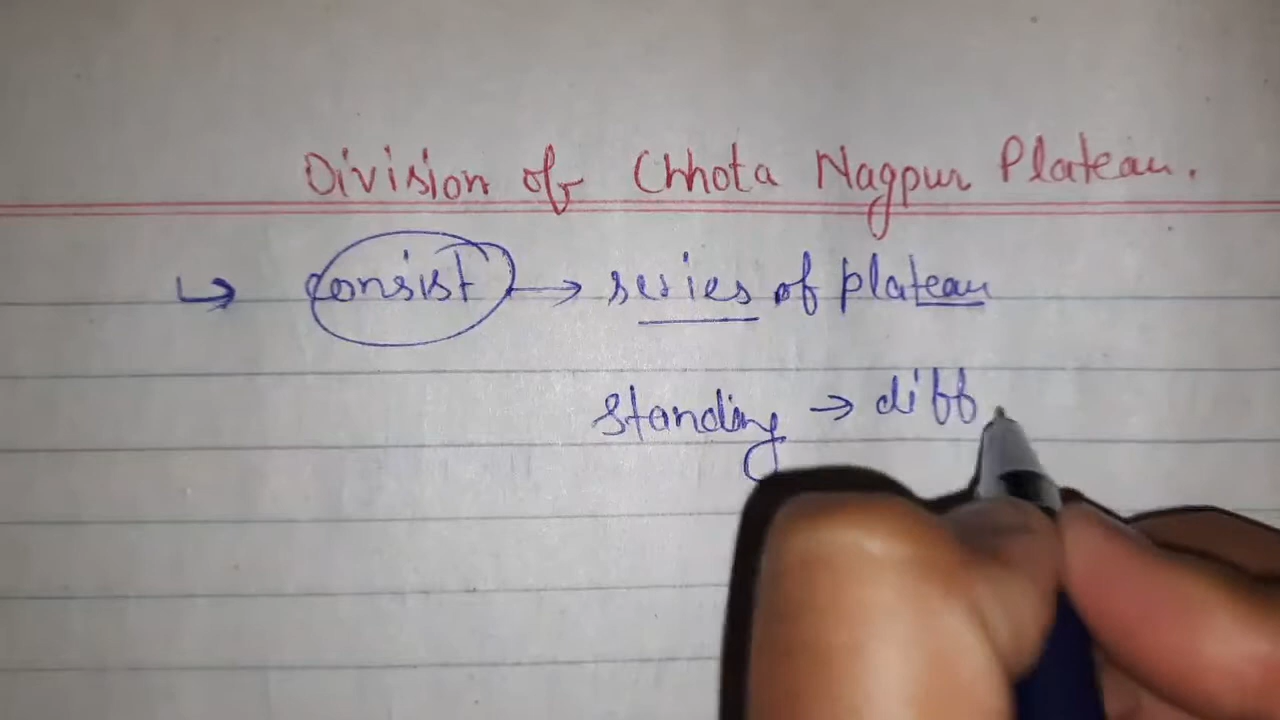 Division of Chhota Nagpur Plateau.
↳ consist → series of plateau
standing → diff